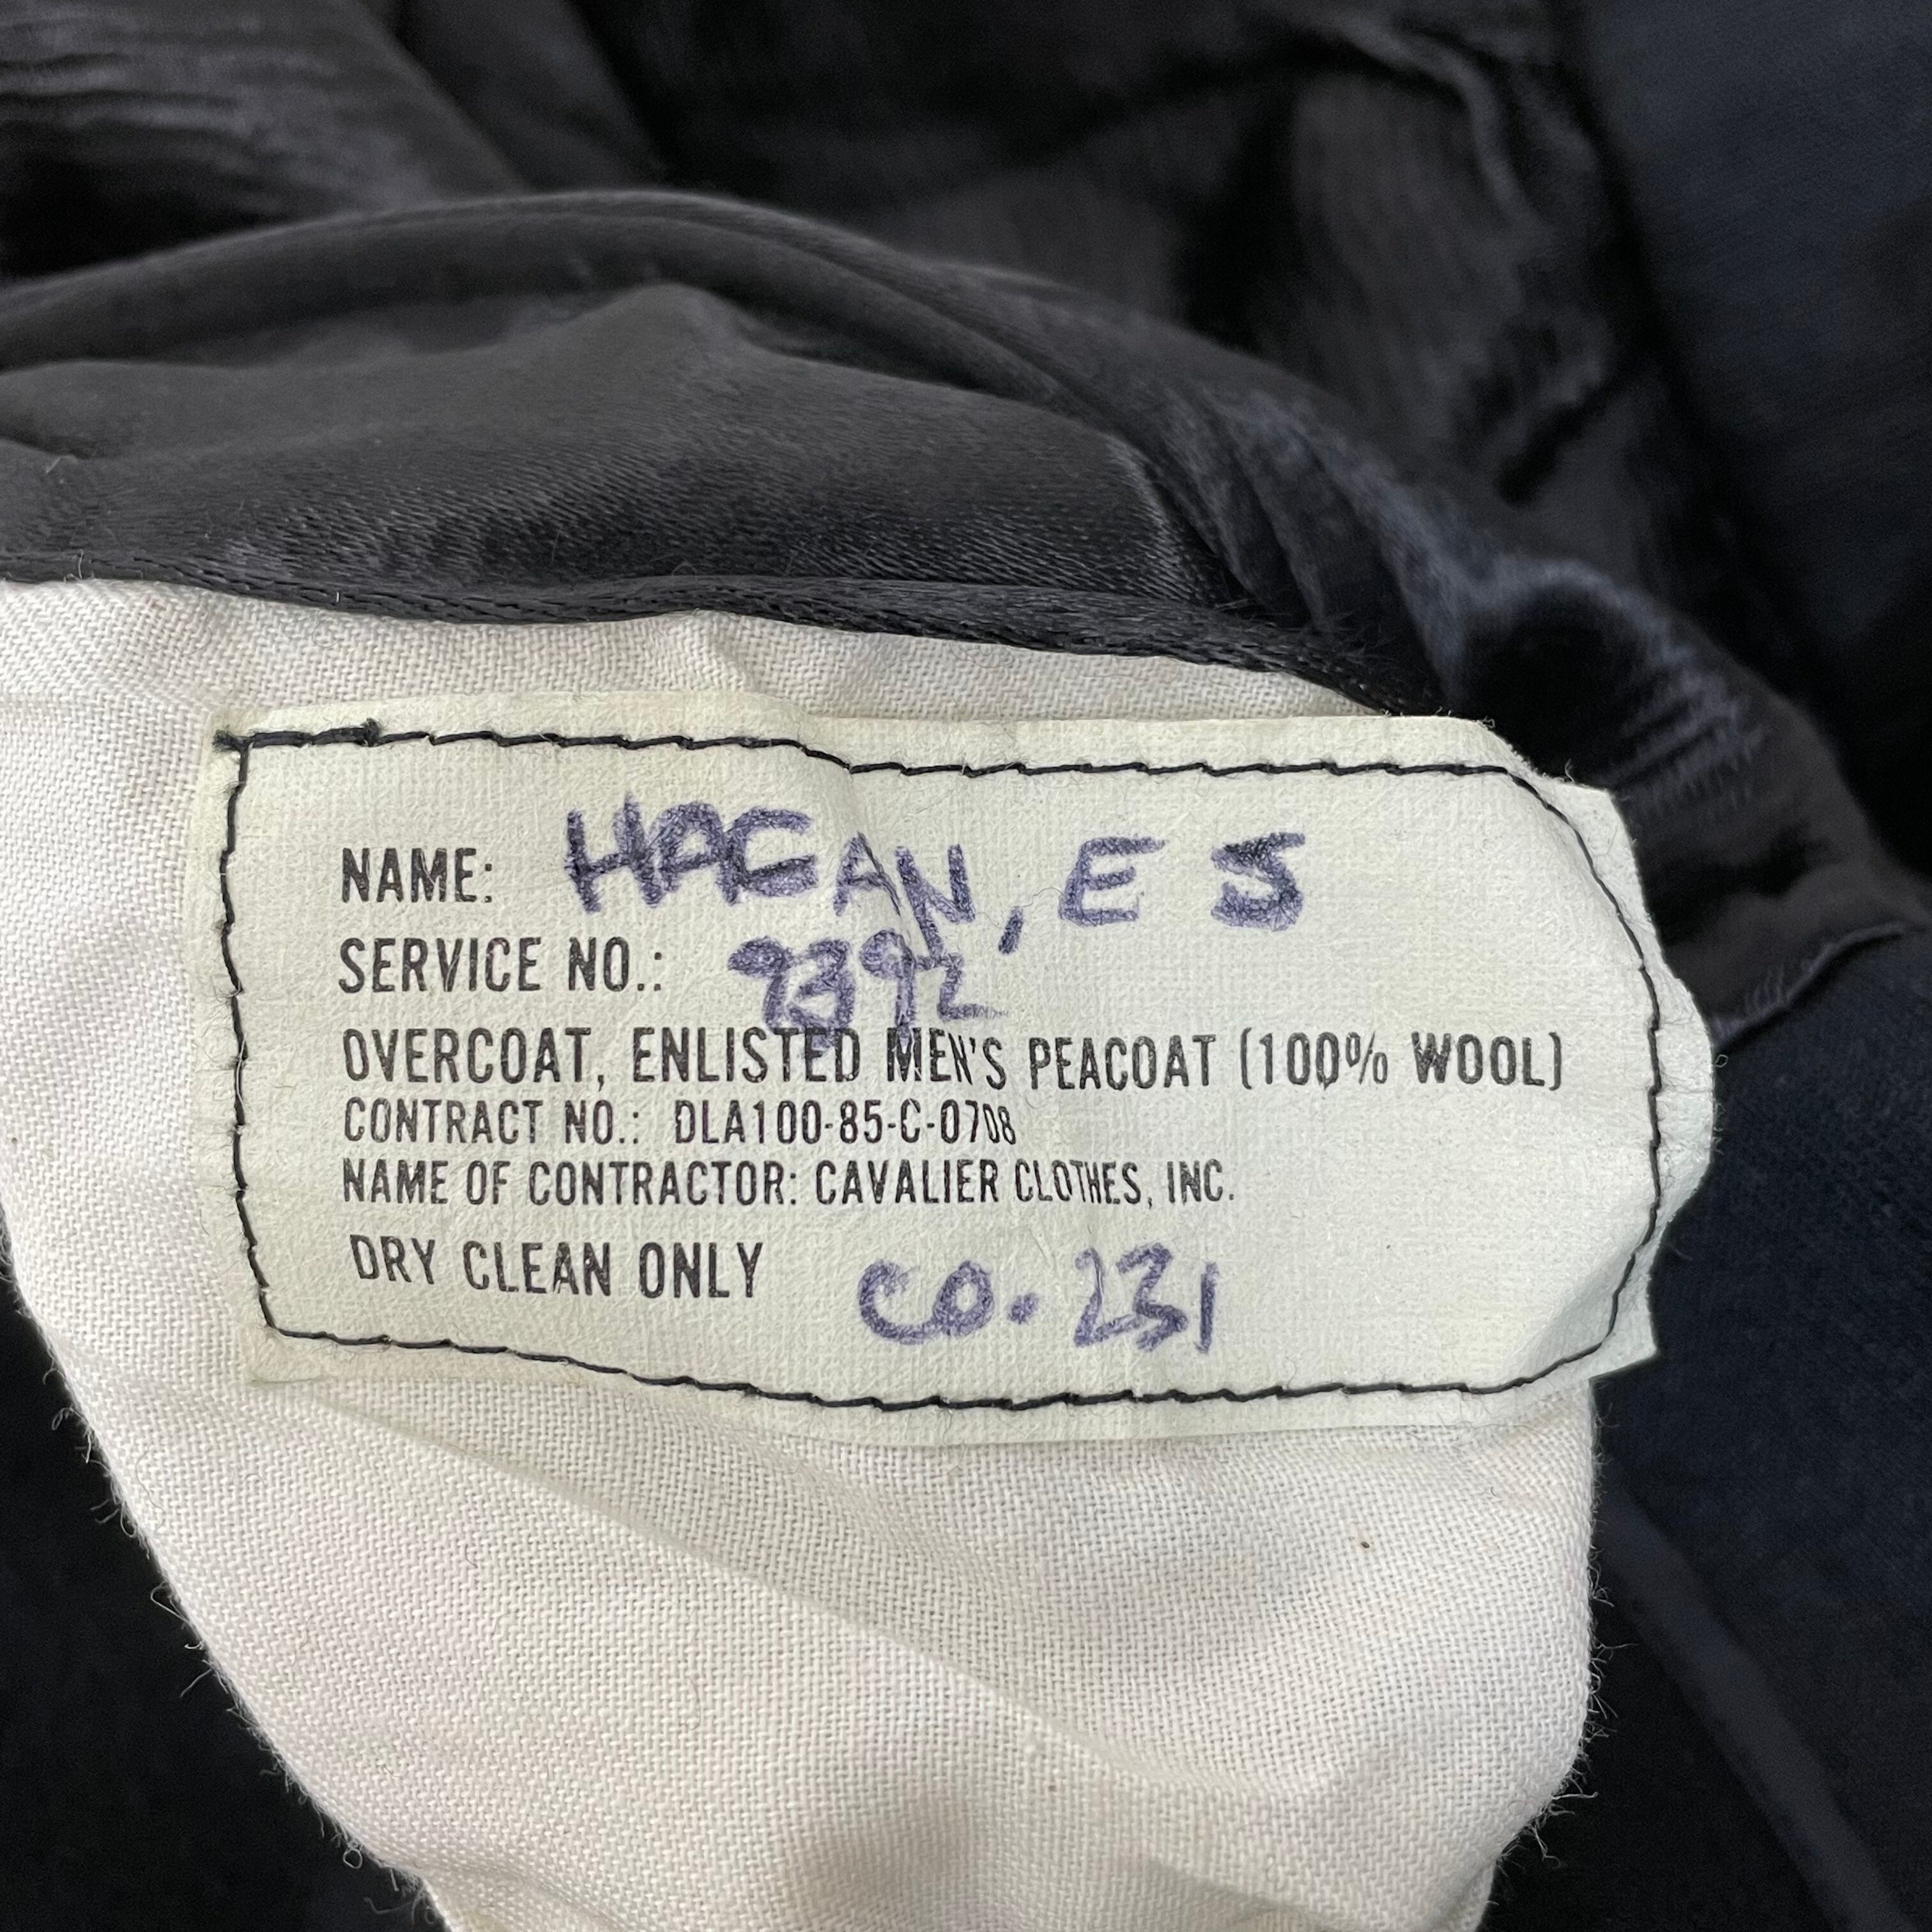 NAME: HAGAN, E S
SERVICE NO.: 9392
OVERCOAT, ENLISTED MEN'S PEACOAT (100% WOOL)
CONTRACT NO.: DLA100-85-C-0708
NAME OF CONTRACTOR: CAVALIER CLOTHES, INC.
DRY CLEAN ONLY CO. 231